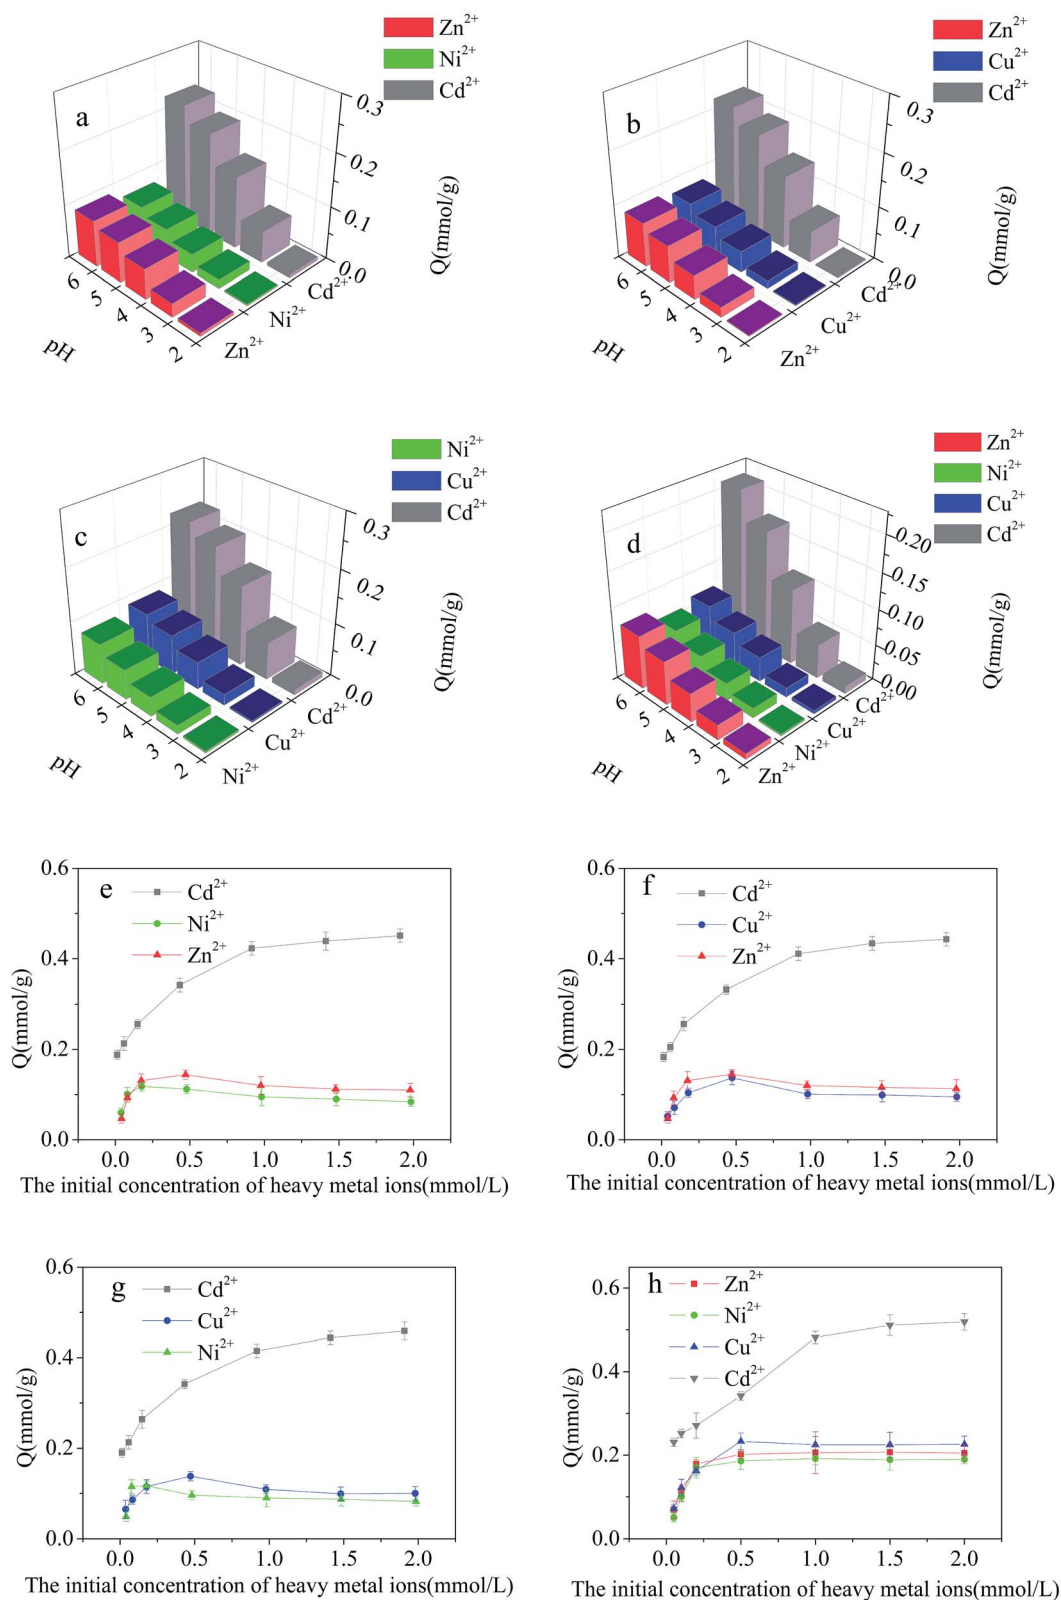 a
Zn²⁺
Ni²⁺
Cd²⁺
0.3
0.2
0.1
0.0
Q(mmol/g)
6
5
4
3
2
pH
Cd²⁺
Ni²⁺
Zn²⁺
b
Zn²⁺
Cu²⁺
Cd²⁺
0.3
0.2
0.1
0.0
Q(mmol/g)
6
5
4
3
2
pH
Cd²⁺
Cu²⁺
Zn²⁺
c
Ni²⁺
Cu²⁺
Cd²⁺
0.3
0.2
0.1
0.0
Q(mmol/g)
6
5
4
3
2
pH
Cd²⁺
Cu²⁺
Ni²⁺
d
Zn²⁺
Ni²⁺
Cu²⁺
Cd²⁺
0.20
0.15
0.10
0.05
0.00
Q(mmol/g)
6
5
4
3
2
pH
Cd²⁺
Cu²⁺
Ni²⁺
Zn²⁺
e
Cd²⁺
Ni²⁺
Zn²⁺
0.6
0.4
0.2
0.0
Q(mmol/g)
0.0 0.5 1.0 1.5 2.0
The initial concentration of heavy metal ions(mmol/L)
f
Cd²⁺
Cu²⁺
Zn²⁺
0.6
0.4
0.2
0.0
Q(mmol/g)
0.0 0.5 1.0 1.5 2.0
The initial concentration of heavy metal ions(mmol/L)
g
Cd²⁺
Cu²⁺
Ni²⁺
0.6
0.4
0.2
0.0
Q(mmol/g)
0.0 0.5 1.0 1.5 2.0
The initial concentration of heavy metal ions(mmol/L)
h
Zn²⁺
Ni²⁺
Cu²⁺
Cd²⁺
0.6
0.4
0.2
0.0
Q(mmol/g)
0.0 0.5 1.0 1.5 2.0
The initial concentration of heavy metal ions(mmol/L)